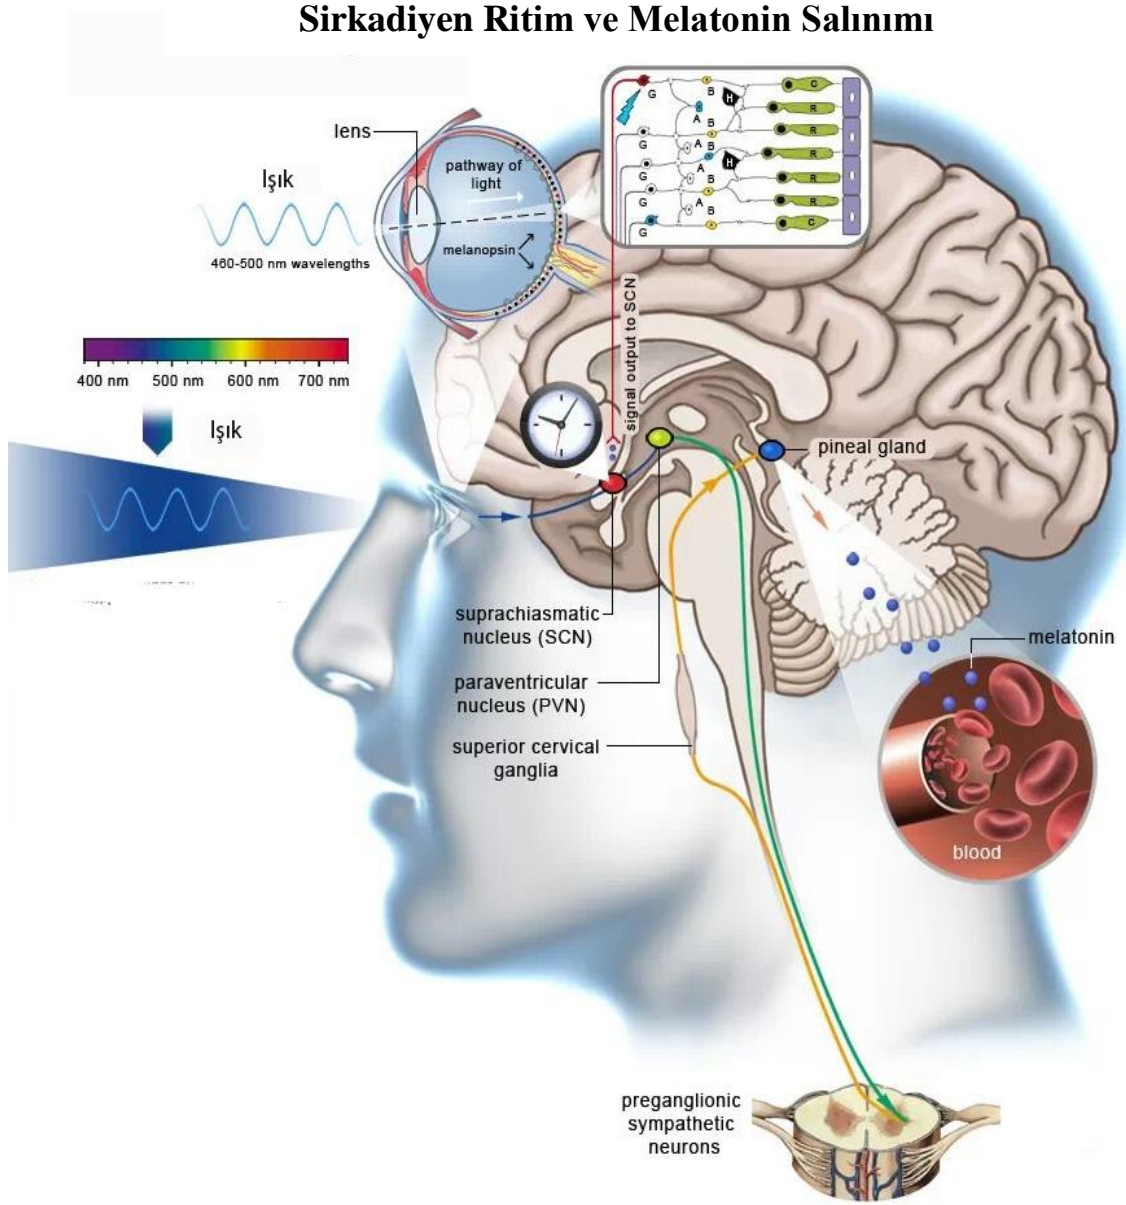 Sirkadiyen Ritim ve Melatonin Salınımı
lens
pathway of
light
Işık
melanopsin
460-500 nm wavelengths
G
B
H
C
A
R
G
A
B
R
G
A
B
H
R
G
B
R
A
R
G
B
C
signal output to SCN
400 nm 500 nm 600 nm 700 nm
Işık
pineal gland
suprachiasmatic
nucleus (SCN)
melatonin
paraventricular
nucleus (PVN)
superior cervical
ganglia
blood
preganglionic
sympathetic
neurons